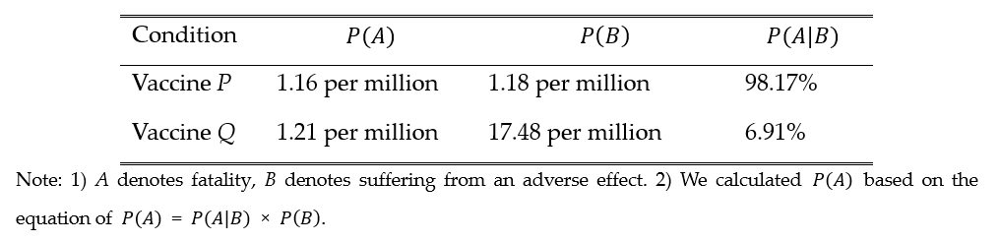 Condition P(A) P(B) P(A|B)
Vaccine P 1.16 per million 1.18 per million 98.17%
Vaccine Q 1.21 per million 17.48 per million 6.91%
Note: 1) A denotes fatality, B denotes suffering from an adverse effect. 2) We calculated P(A) based on the
equation of P(A) = P(A|B) × P(B).